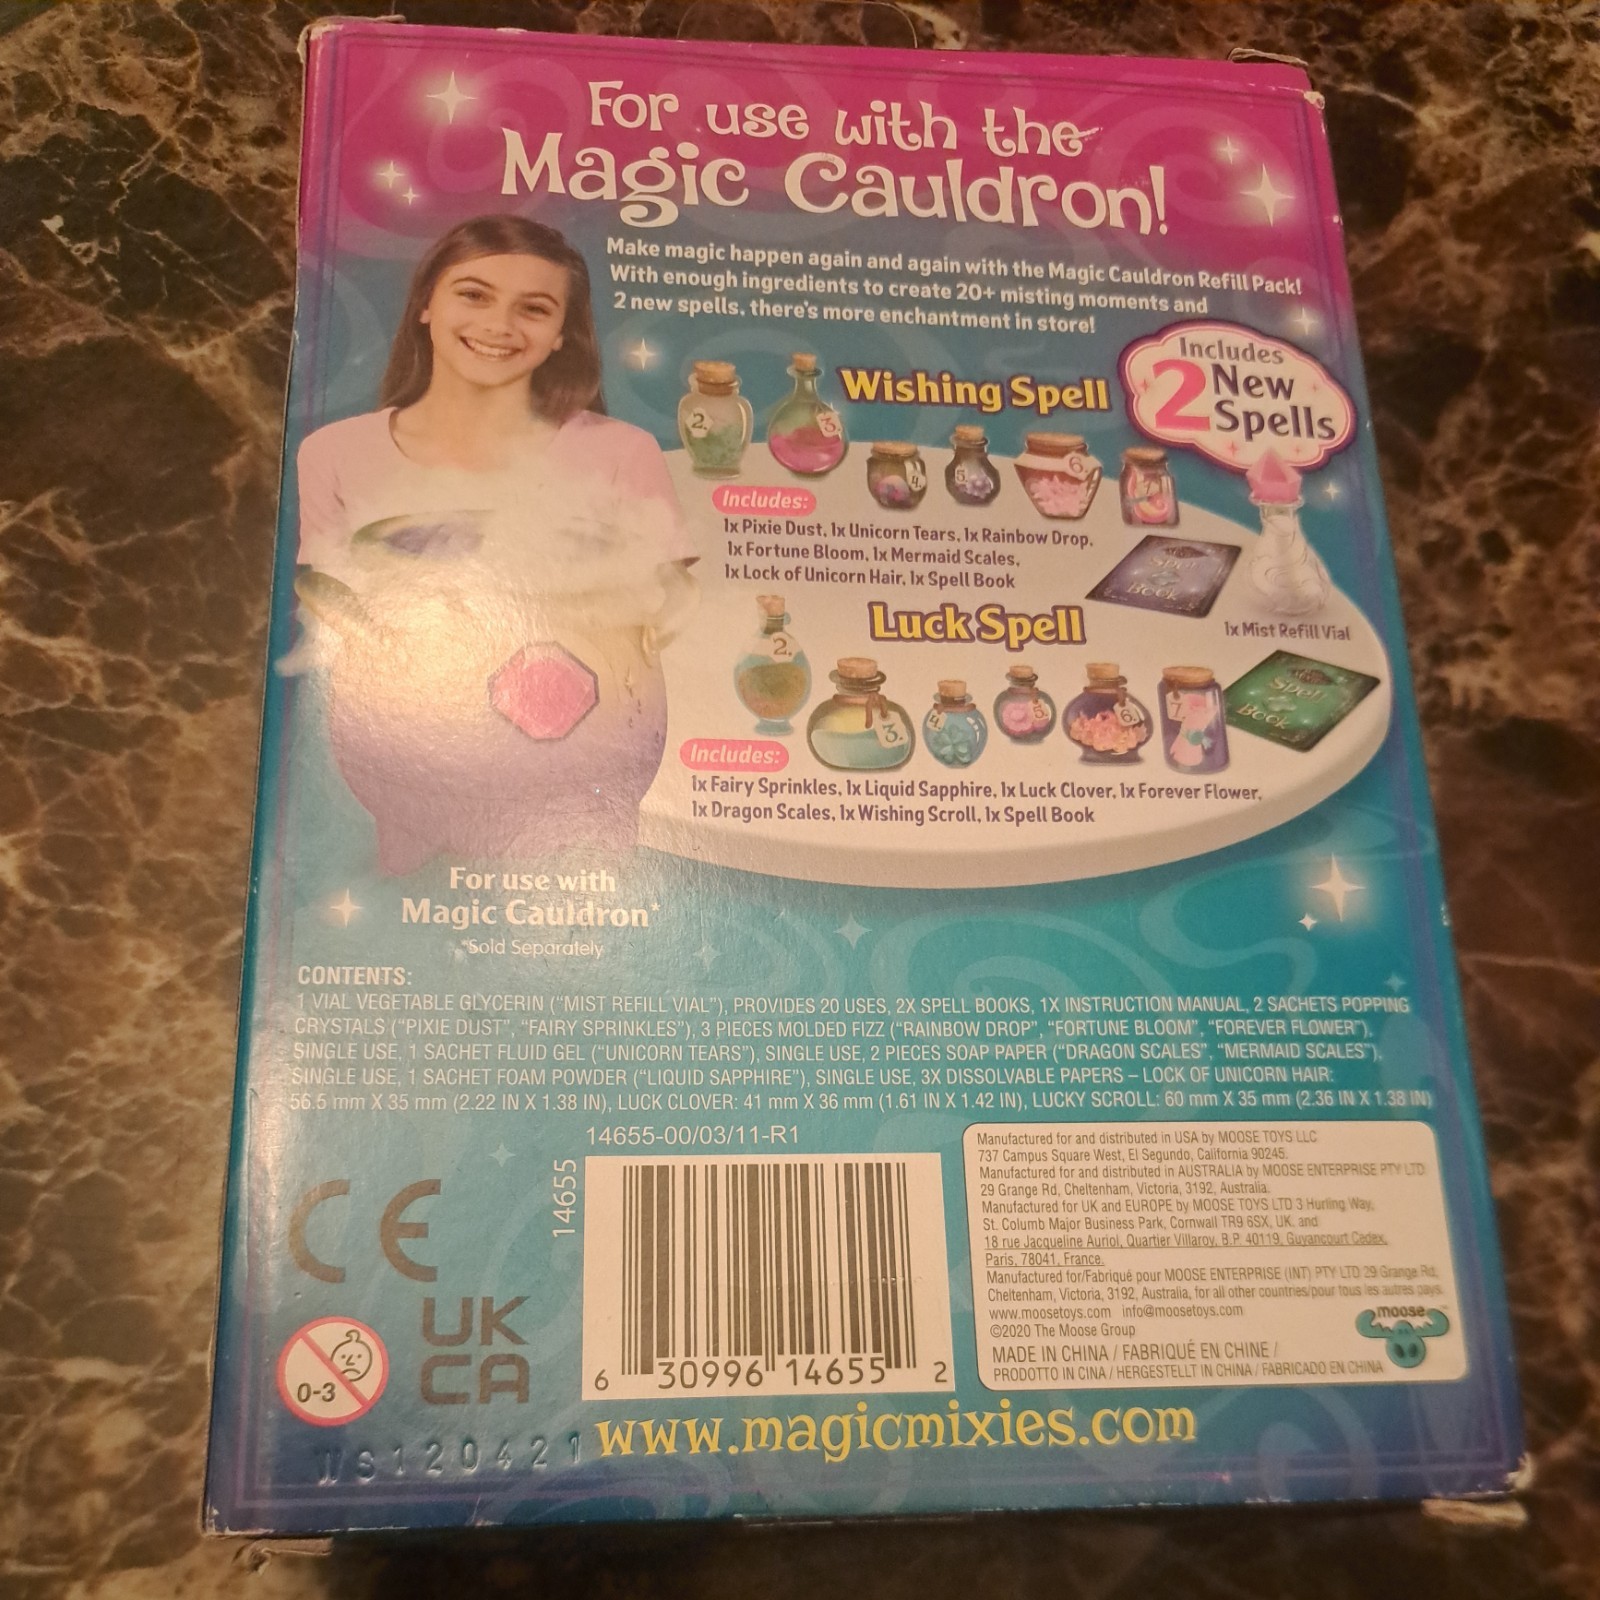 For use with the
Magic Cauldron!
Make magic happen again and again with the Magic Cauldron Refill Pack!
With enough ingredients to create 20+ misting moments and
2 new spells, there's more enchantment in store!
Includes
2 New
Spells
Wishing Spell
2.
3.
4.
5.
6.
7.
Includes:
1x Pixie Dust, 1x Unicorn Tears, 1x Rainbow Drop,
1x Fortune Bloom, 1x Mermaid Scales,
1x Lock of Unicorn Hair, 1x Spell Book
Spell
Book
1x Mist Refill Vial
Luck Spell
2.
3.
4.
5.
6.
7.
Spell
Book
Includes:
1x Fairy Sprinkles, 1x Liquid Sapphire, 1x Luck Clover, 1x Forever Flower,
1x Dragon Scales, 1x Wishing Scroll, 1x Spell Book
For use with
Magic Cauldron*
*Sold Separately
CONTENTS:
1 VIAL VEGETABLE GLYCERIN ("MIST REFILL VIAL"), PROVIDES 20 USES, 2X SPELL BOOKS, 1X INSTRUCTION MANUAL, 2 SACHETS POPPING
CRYSTALS ("PIXIE DUST", "FAIRY SPRINKLES"), 3 PIECES MOLDED FIZZ ("RAINBOW DROP", "FORTUNE BLOOM", "FOREVER FLOWER"),
SINGLE USE, 1 SACHET FLUID GEL ("UNICORN TEARS"), SINGLE USE, 2 PIECES SOAP PAPER ("DRAGON SCALES", "MERMAID SCALES"),
SINGLE USE, 1 SACHET FOAM POWDER ("LIQUID SAPPHIRE"), SINGLE USE, 3X DISSOLVABLE PAPERS – LOCK OF UNICORN HAIR:
56.5 mm X 35 mm (2.22 IN X 1.38 IN), LUCK CLOVER: 41 mm X 36 mm (1.61 IN X 1.42 IN), LUCKY SCROLL: 60 mm X 35 mm (2.36 IN X 1.38 IN)
14655-00/03/11-R1
14655
6 30996 14655 2
CE
UK
CA
0-3
Manufactured for and distributed in USA by MOOSE TOYS LLC
737 Campus Square West, El Segundo, California 90245.
Manufactured for and distributed in AUSTRALIA by MOOSE ENTERPRISE PTY LTD
29 Grange Rd, Cheltenham, Victoria, 3192, Australia.
Manufactured for UK and EUROPE by MOOSE TOYS LTD 3 Hurling Way,
St. Columb Major Business Park, Cornwall TR9 6SX, UK. and
18 rue Jacqueline Auriol, Quartier Villaroy, B.P. 40119, Guyancourt Cedex,
Paris, 78041, France.
Manufactured for/Fabriqué pour MOOSE ENTERPRISE (INT) PTY LTD 29 Grange Rd,
Cheltenham, Victoria, 3192, Australia, for all other countries/pour tous les autres pays.
www.moosetoys.com info@moosetoys.com
©2020 The Moose Group
MADE IN CHINA / FABRIQUÉ EN CHINE /
PRODOTTO IN CINA / HERGESTELLT IN CHINA / FABRICADO EN CHINA
moose
www.magicmixies.com
WS120421